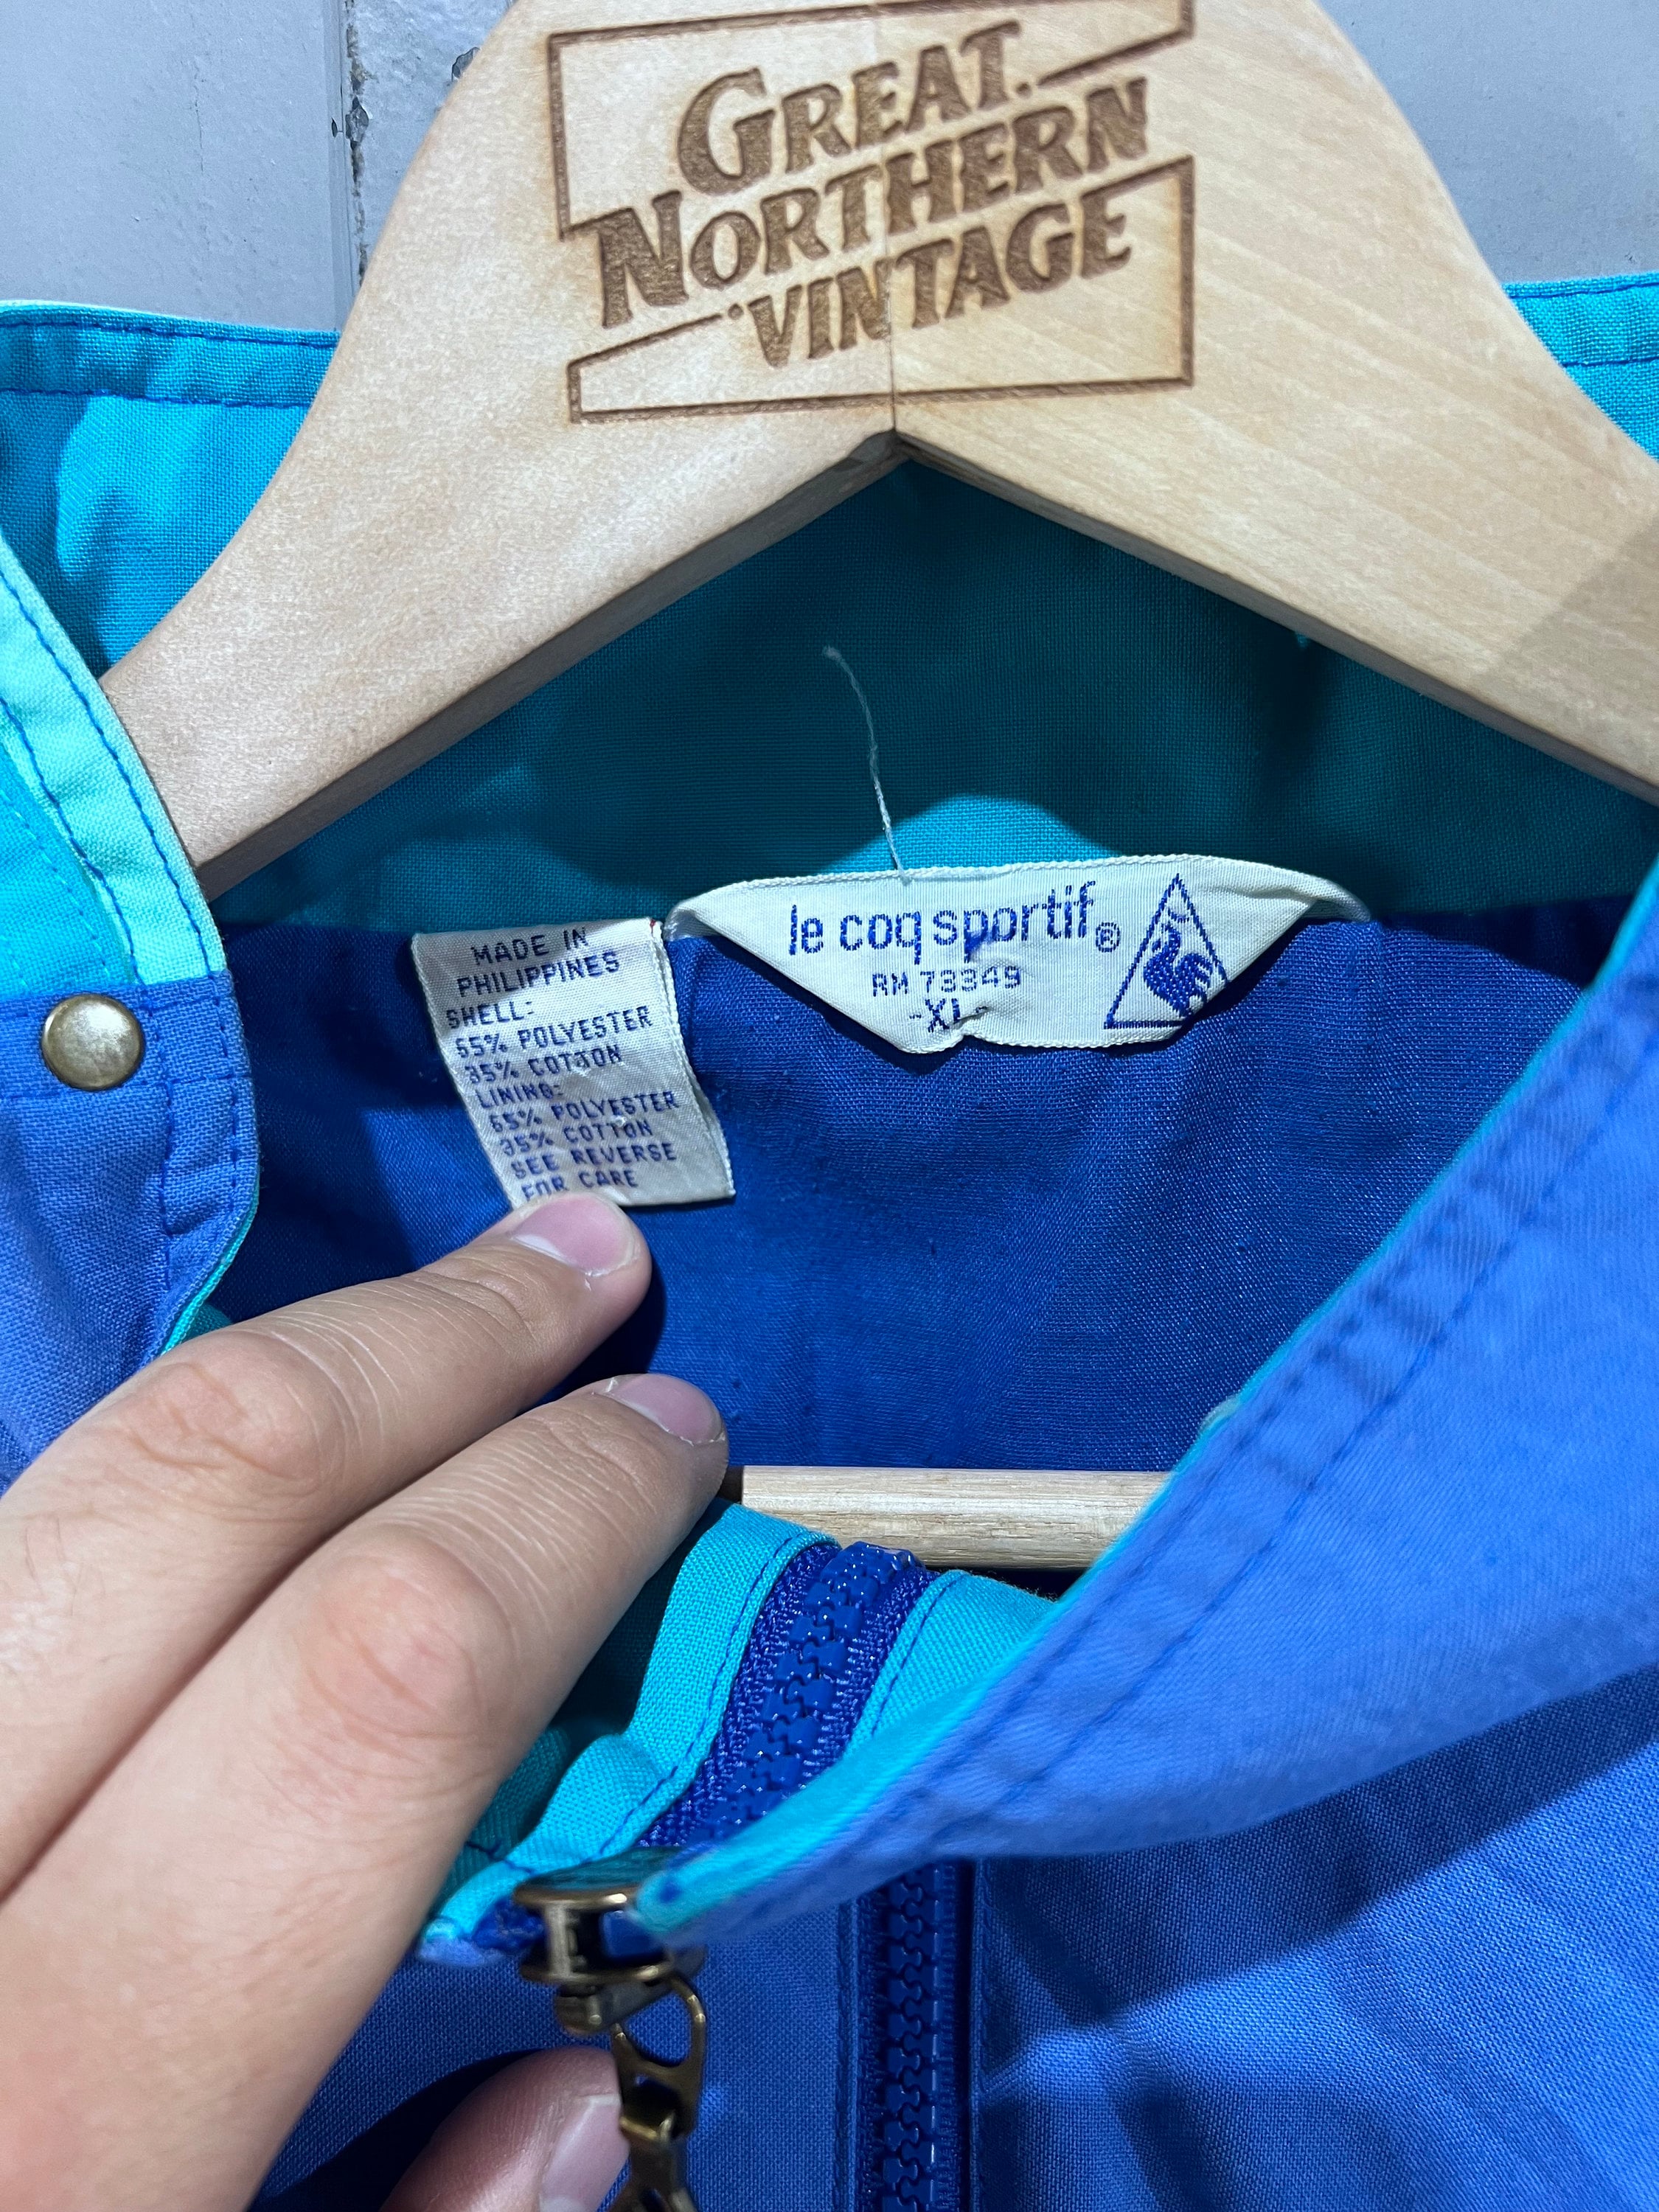 GREAT
NORTHERN
VINTAGE
le coq sportif®
RM 73349
-XL-
MADE IN
PHILIPPINES
SHELL:
65% POLYESTER
35% COTTON
LINING:
65% POLYESTER
35% COTTON
SEE REVERSE
FOR CARE